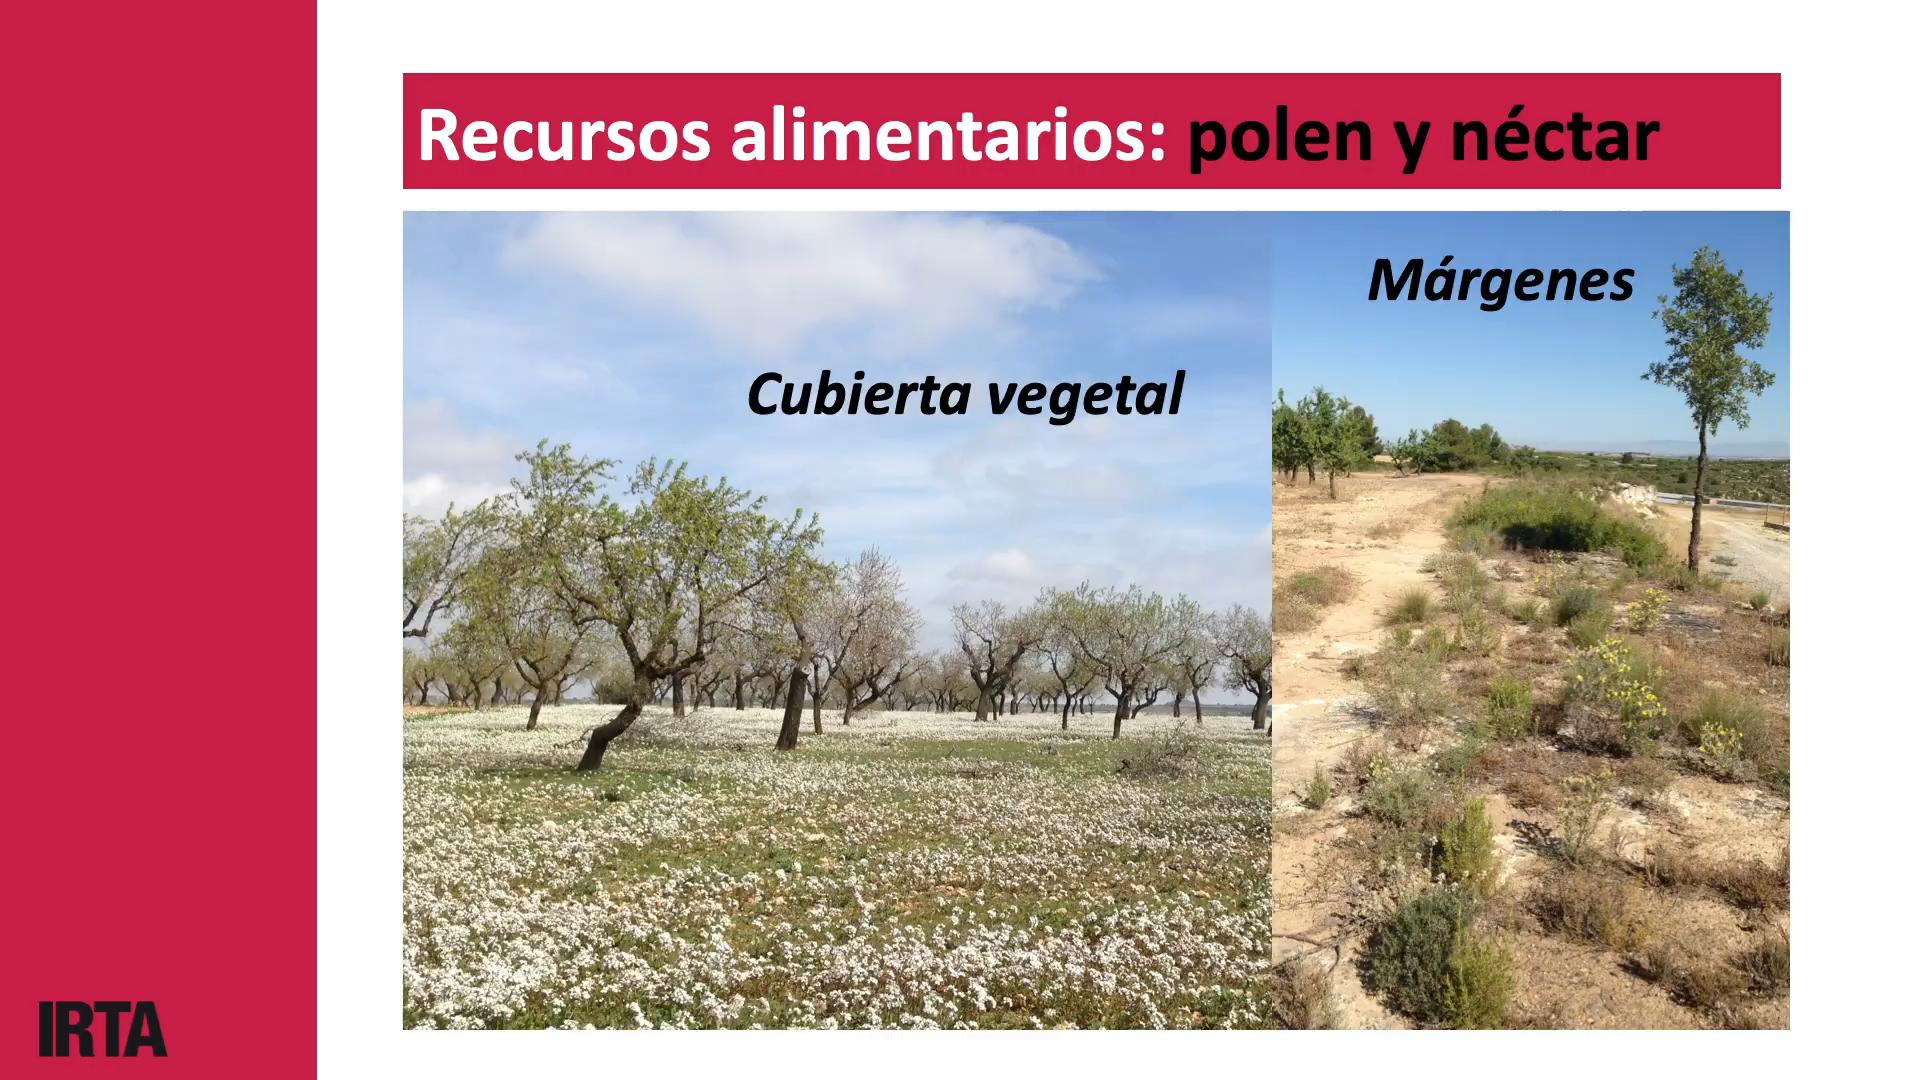 Recursos alimentarios: polen y néctar
Márgenes
Cubierta vegetal
IRTA